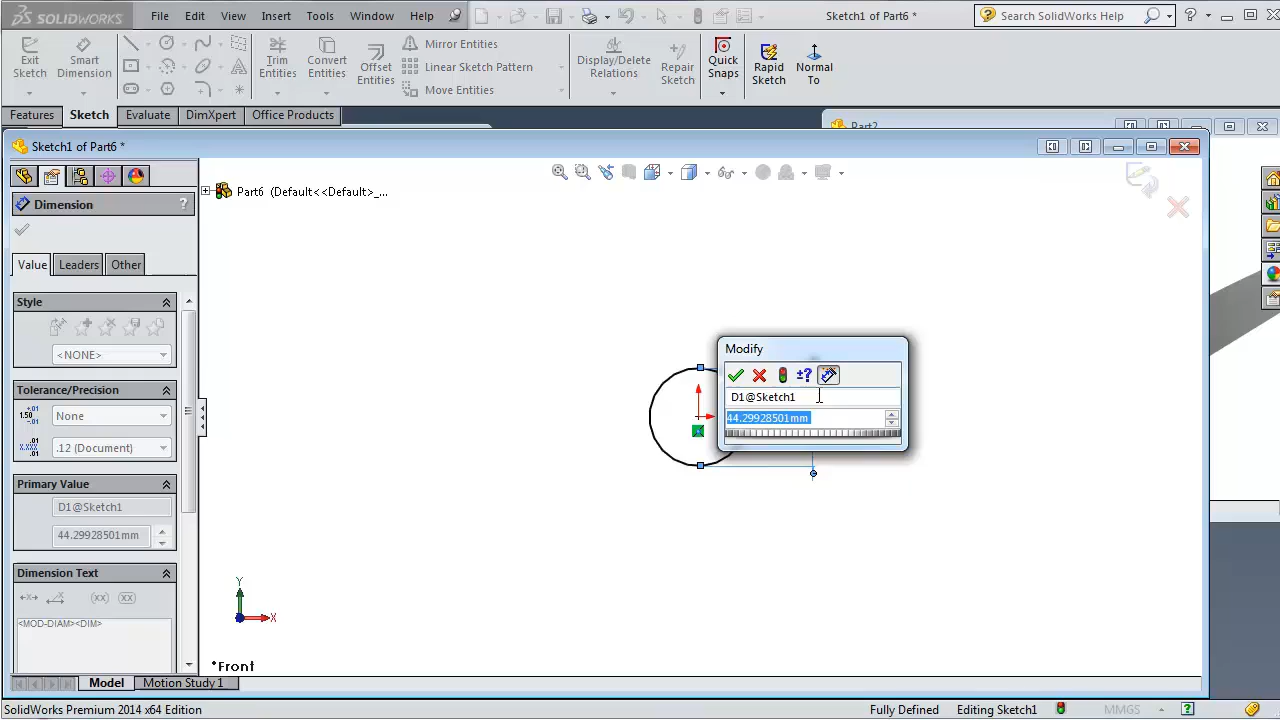 SOLIDWORKS File Edit View Insert Tools Window Help Sketch1 of Part6 * Search SolidWorks Help
Exit Sketch
Smart Dimension
Trim Entities
Convert Entities
Offset Entities
Mirror Entities
Linear Sketch Pattern
Move Entities
Display/Delete Relations
Repair Sketch
Quick Snaps
Rapid Sketch
Normal To
Features Sketch Evaluate DimXpert Office Products
Part2
Sketch1 of Part6 *
Part6 (Default<<Default>_...
Dimension ?
Value Leaders Other
Style
<NONE>
Tolerance/Precision
None
.12 (Document)
Primary Value
D1@Sketch1
44.29928501mm
Dimension Text
<MOD-DIAM><DIM>
Modify
D1@Sketch1
44.29928501mm
Y
X
*Front
Model Motion Study 1
SolidWorks Premium 2014 x64 Edition Fully Defined Editing Sketch1 MMGS